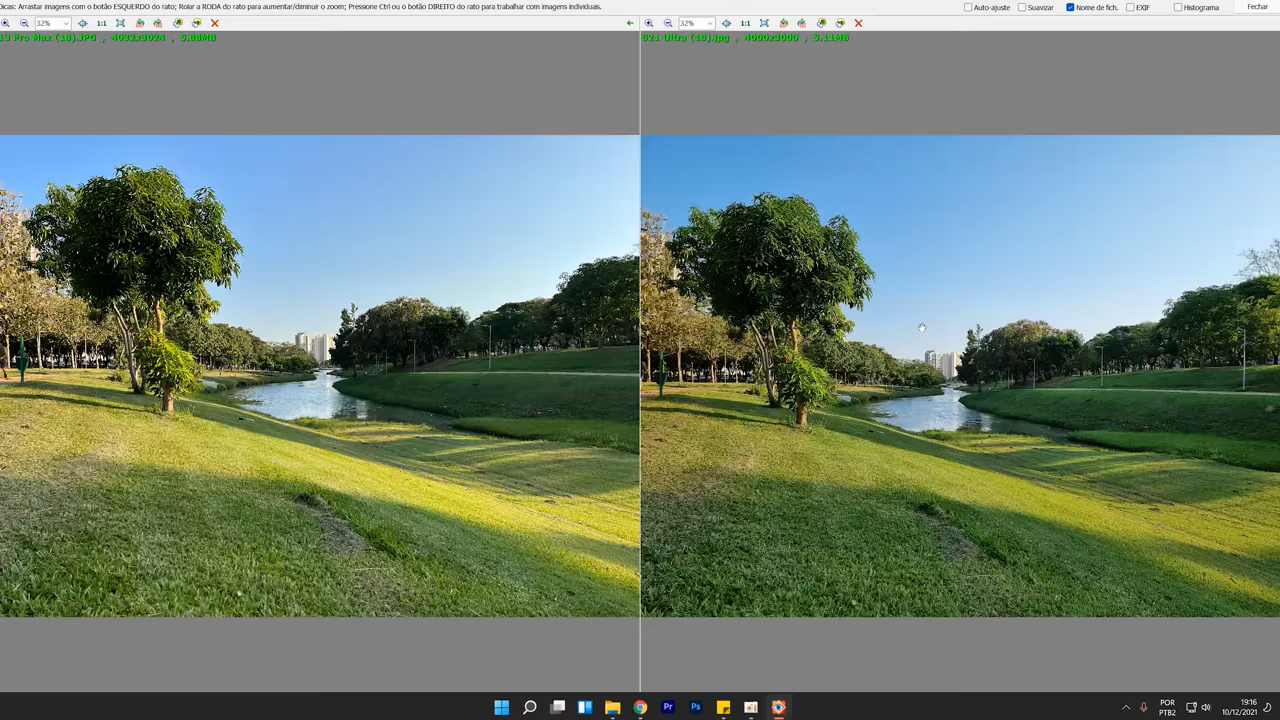 Dicas: Arrastar imagens com o botão ESQUERDO do rato; Rolar a RODA do rato para aumentar/diminuir o zoom; Pressione Ctrl ou o botão DIREITO do rato para trabalhar com imagens individuais.
Auto-ajuste Suavizar Nome de fich. EXIF Histograma Fechar
32% 1:1 32% 1:1
13 Pro Max (18).JPG , 4032x3024 , 5.88MB
S21 Ultra (18).jpg , 4000x3000 , 5.11MB
Pr Ps
POR 19:16
PTB2 10/12/2021